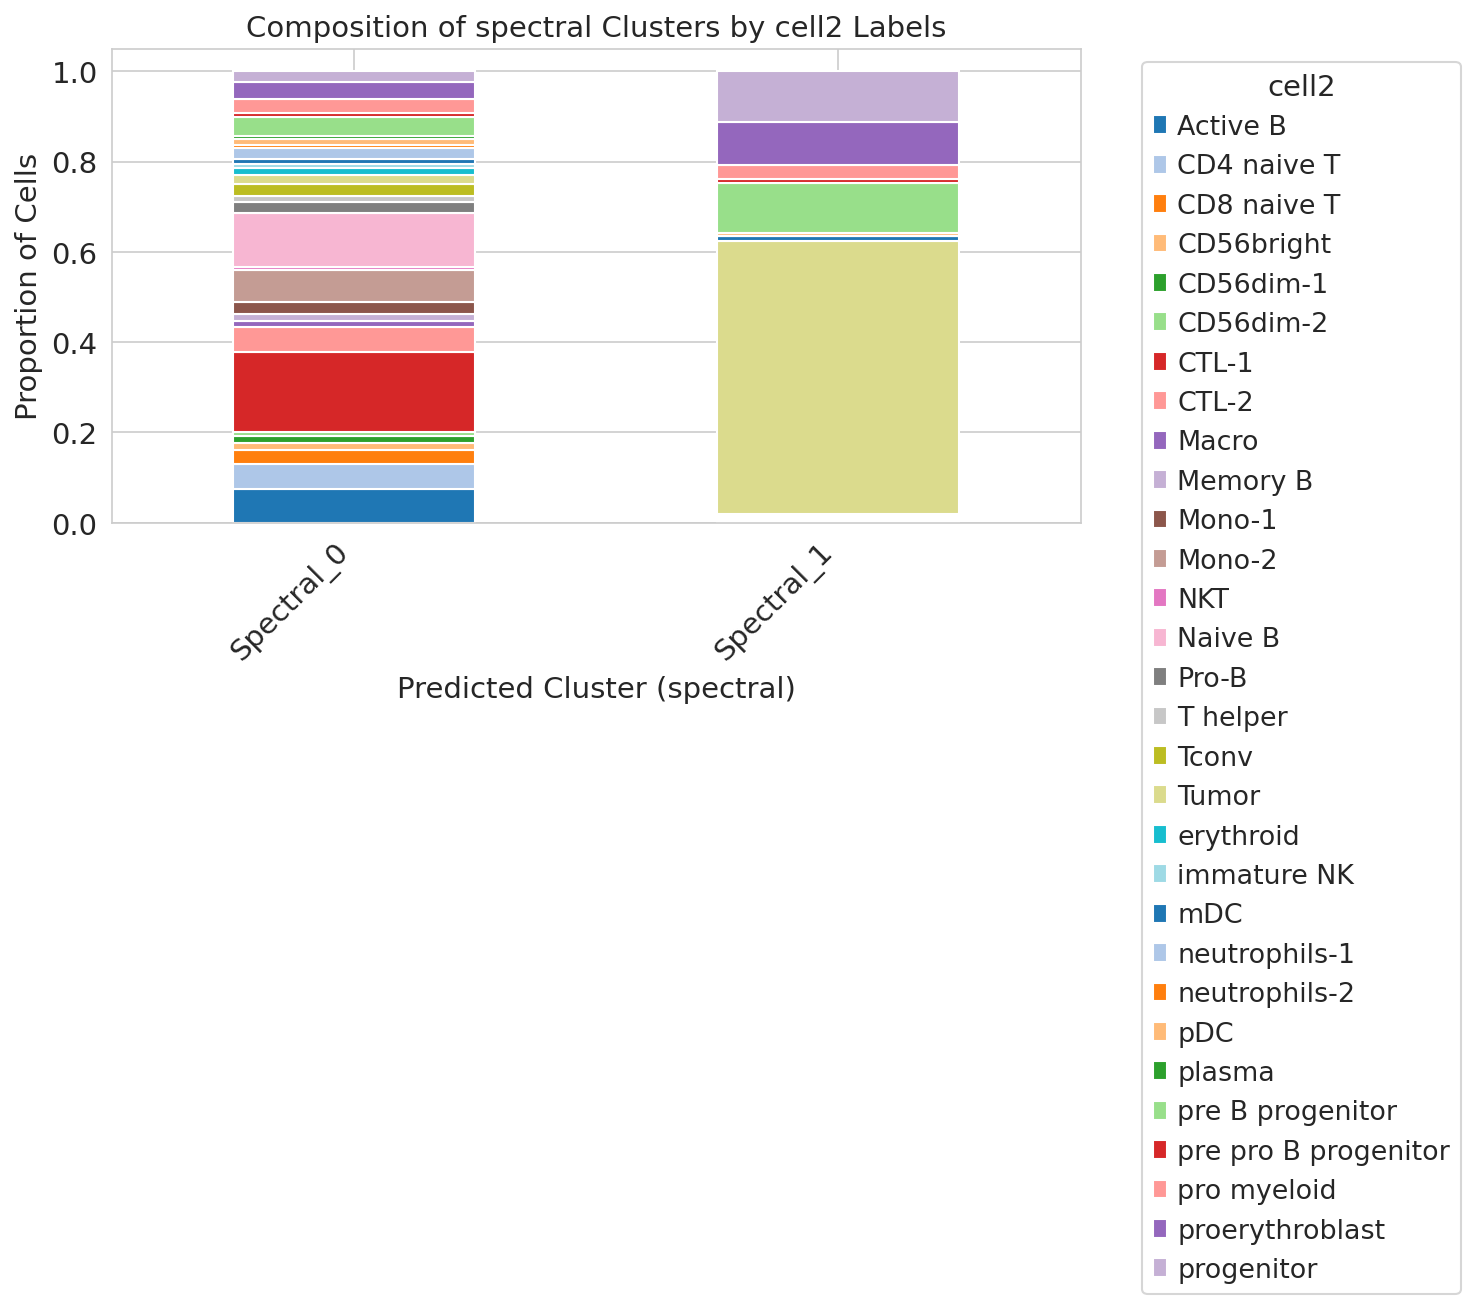 Composition of spectral Clusters by cell2 Labels
Proportion of Cells
1.0
0.8
0.6
0.4
0.2
0.0
Spectral_0
Spectral_1
Predicted Cluster (spectral)
cell2
Active B
CD4 naive T
CD8 naive T
CD56bright
CD56dim-1
CD56dim-2
CTL-1
CTL-2
Macro
Memory B
Mono-1
Mono-2
NKT
Naive B
Pro-B
T helper
Tconv
Tumor
erythroid
immature NK
mDC
neutrophils-1
neutrophils-2
pDC
plasma
pre B progenitor
pre pro B progenitor
pro myeloid
proerythroblast
progenitor